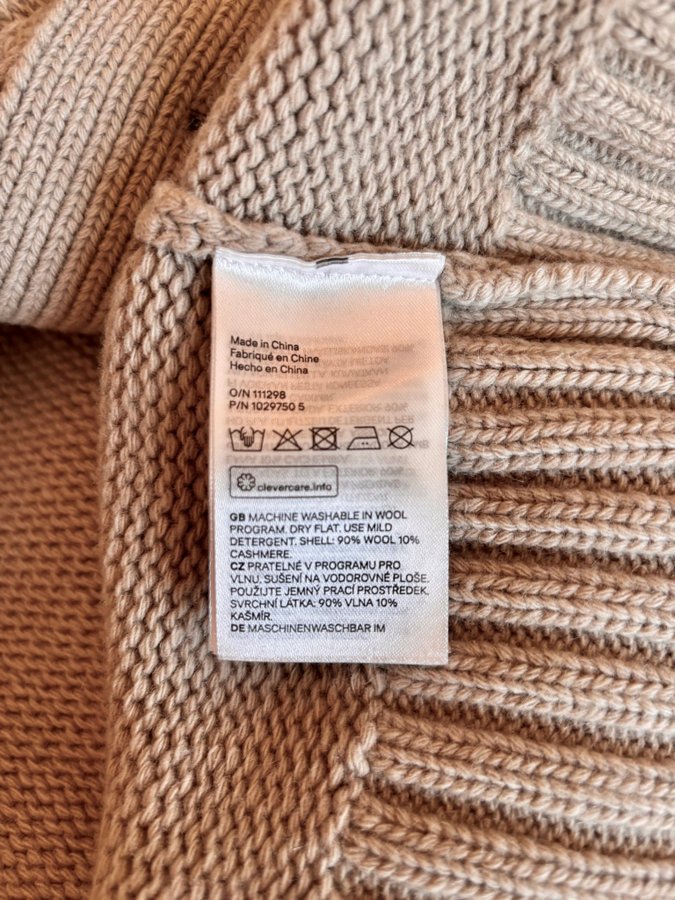 Made in China
Fabriqué en Chine
Hecho en China
O/N 111298
P/N 1029750 5
clevercare.info
GB MACHINE WASHABLE IN WOOL
PROGRAM. DRY FLAT. USE MILD
DETERGENT. SHELL: 90% WOOL 10%
CASHMERE.
CZ PRATELNÉ V PROGRAMU PRO
VLNU, SUŠENÍ NA VODOROVNÉ PLOŠE.
POUŽIJTE JEMNÝ PRACÍ PROSTŘEDEK.
SVRCHNÍ LÁTKA: 90% VLNA 10%
KAŠMÍR.
DE MASCHINENWASCHBAR IM